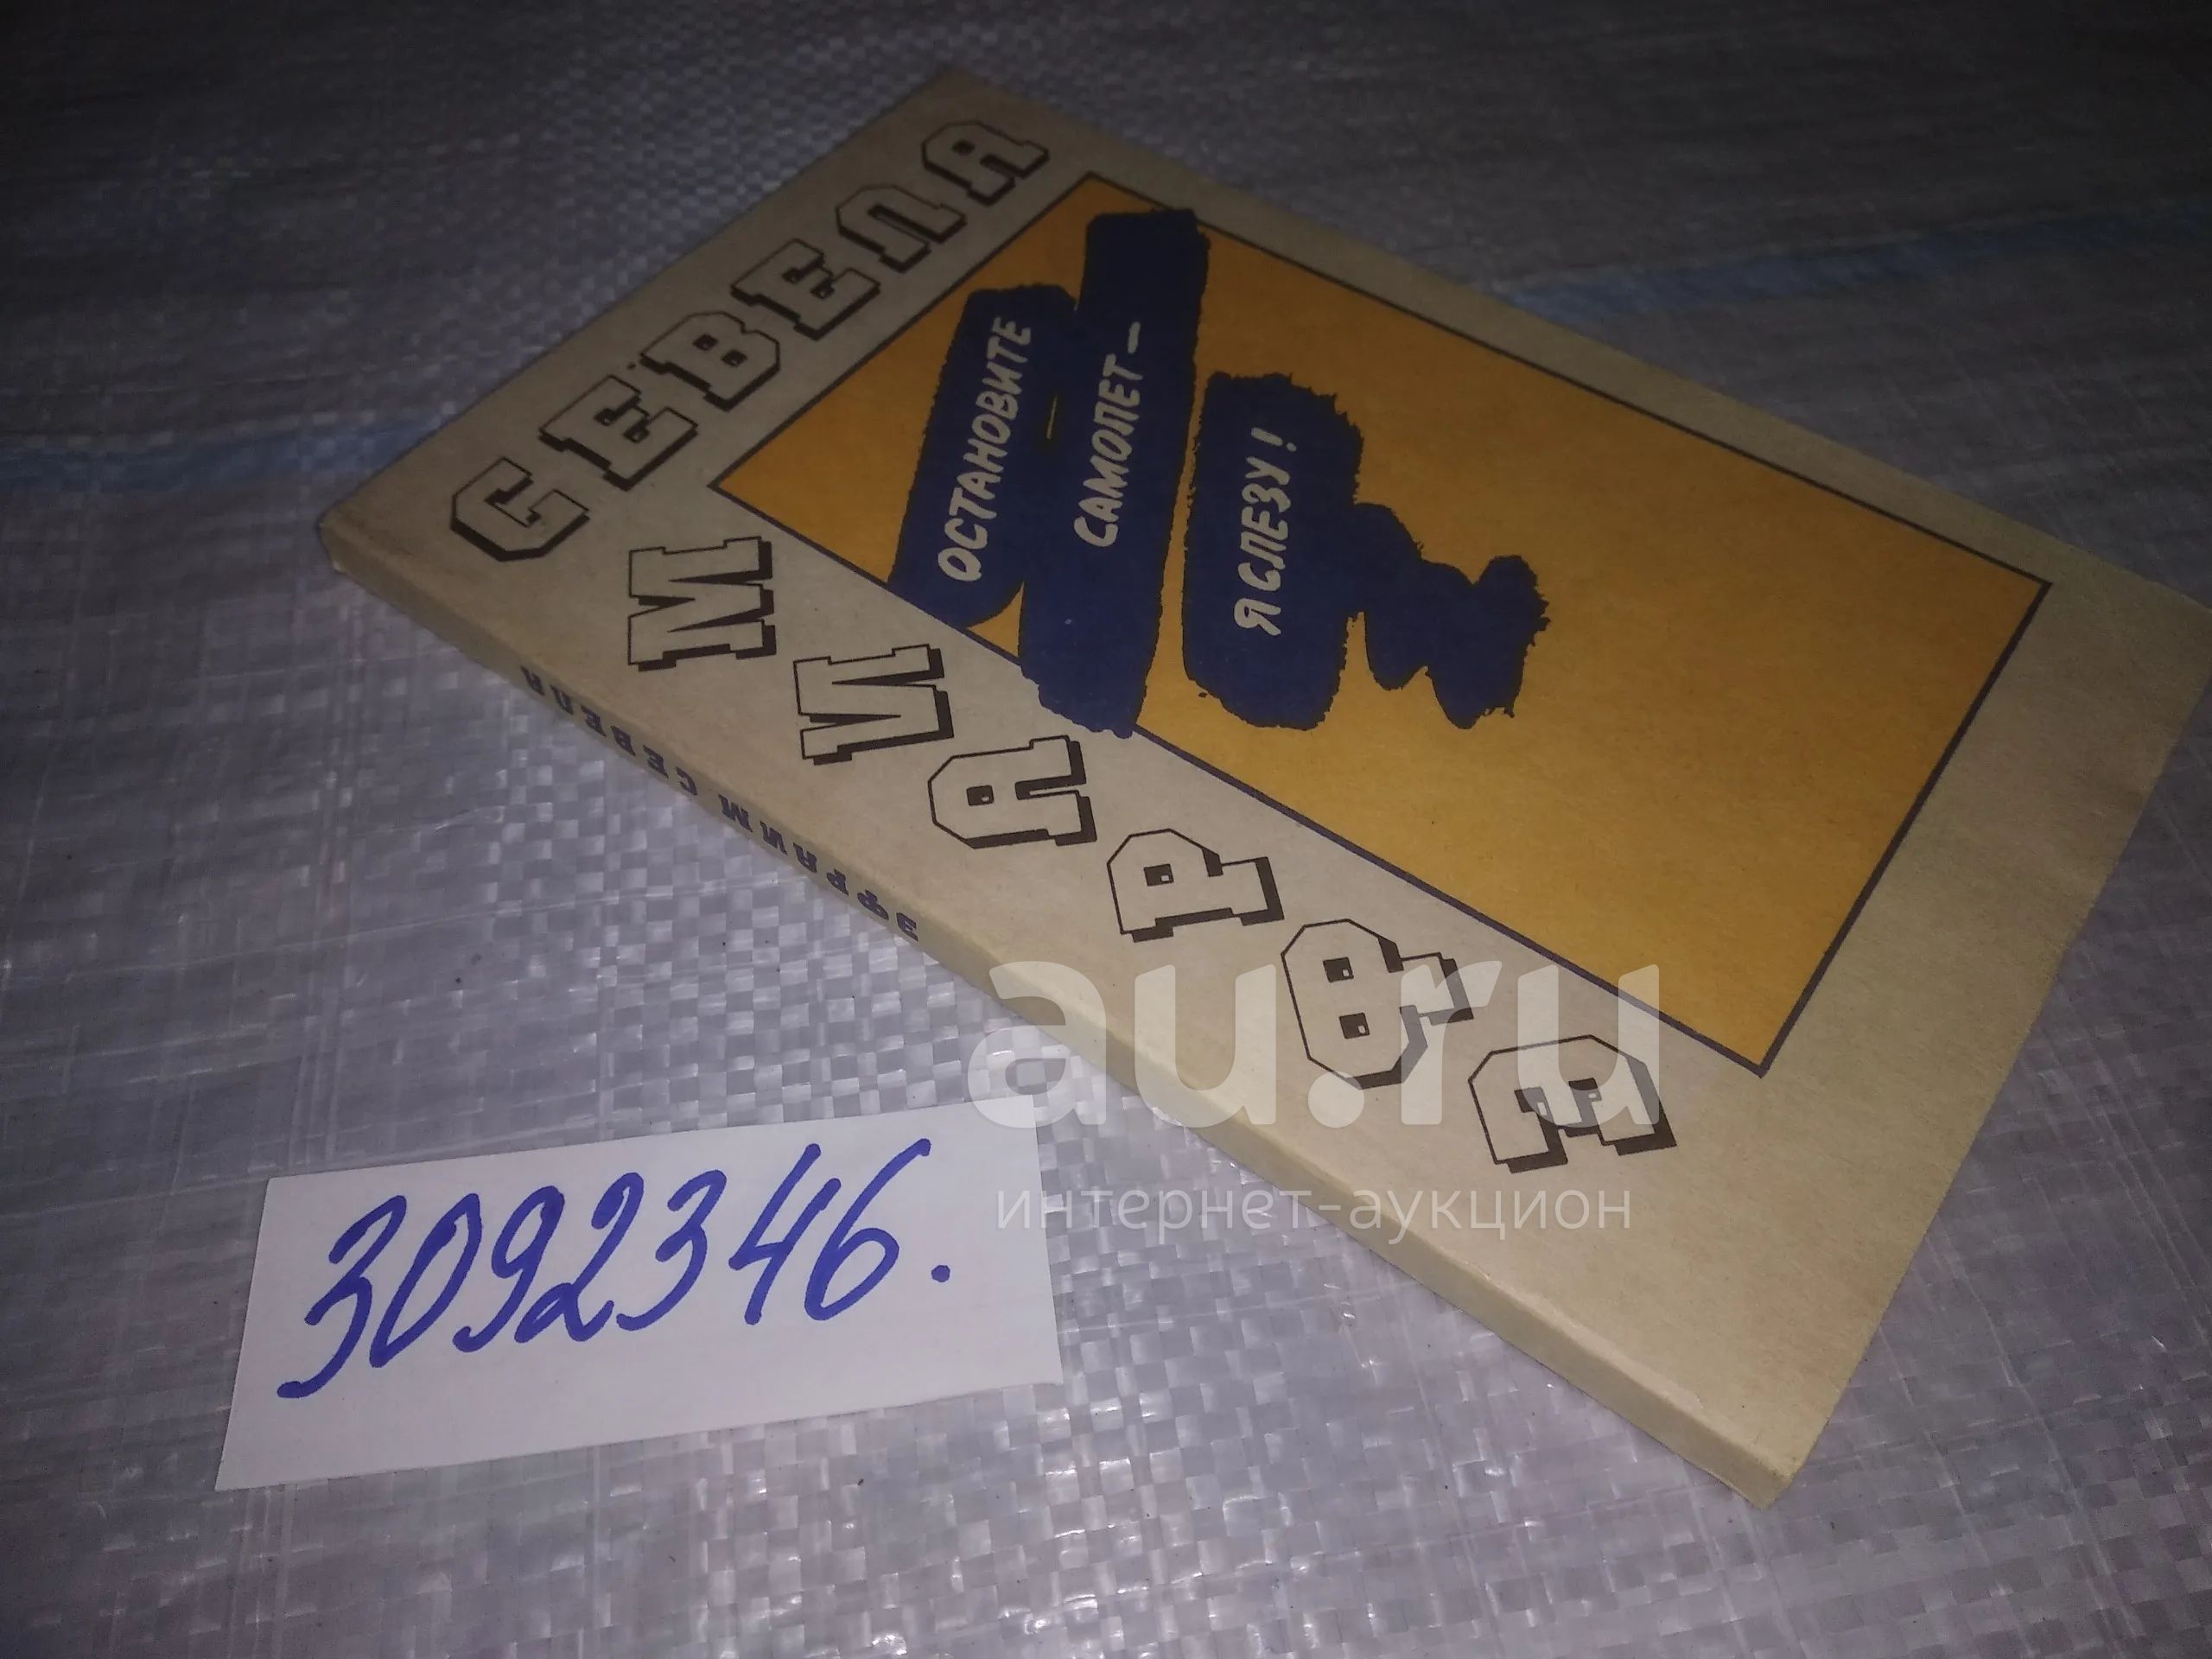 ЭФРАИМ
СЕВЕЛА
ОСТАНОВИТЕ
САМОЛЕТ —
Я СЛЕЗУ!
ЭФРАИМ СЕВЕЛА
au.ru
интернет-аукцион
3092346.